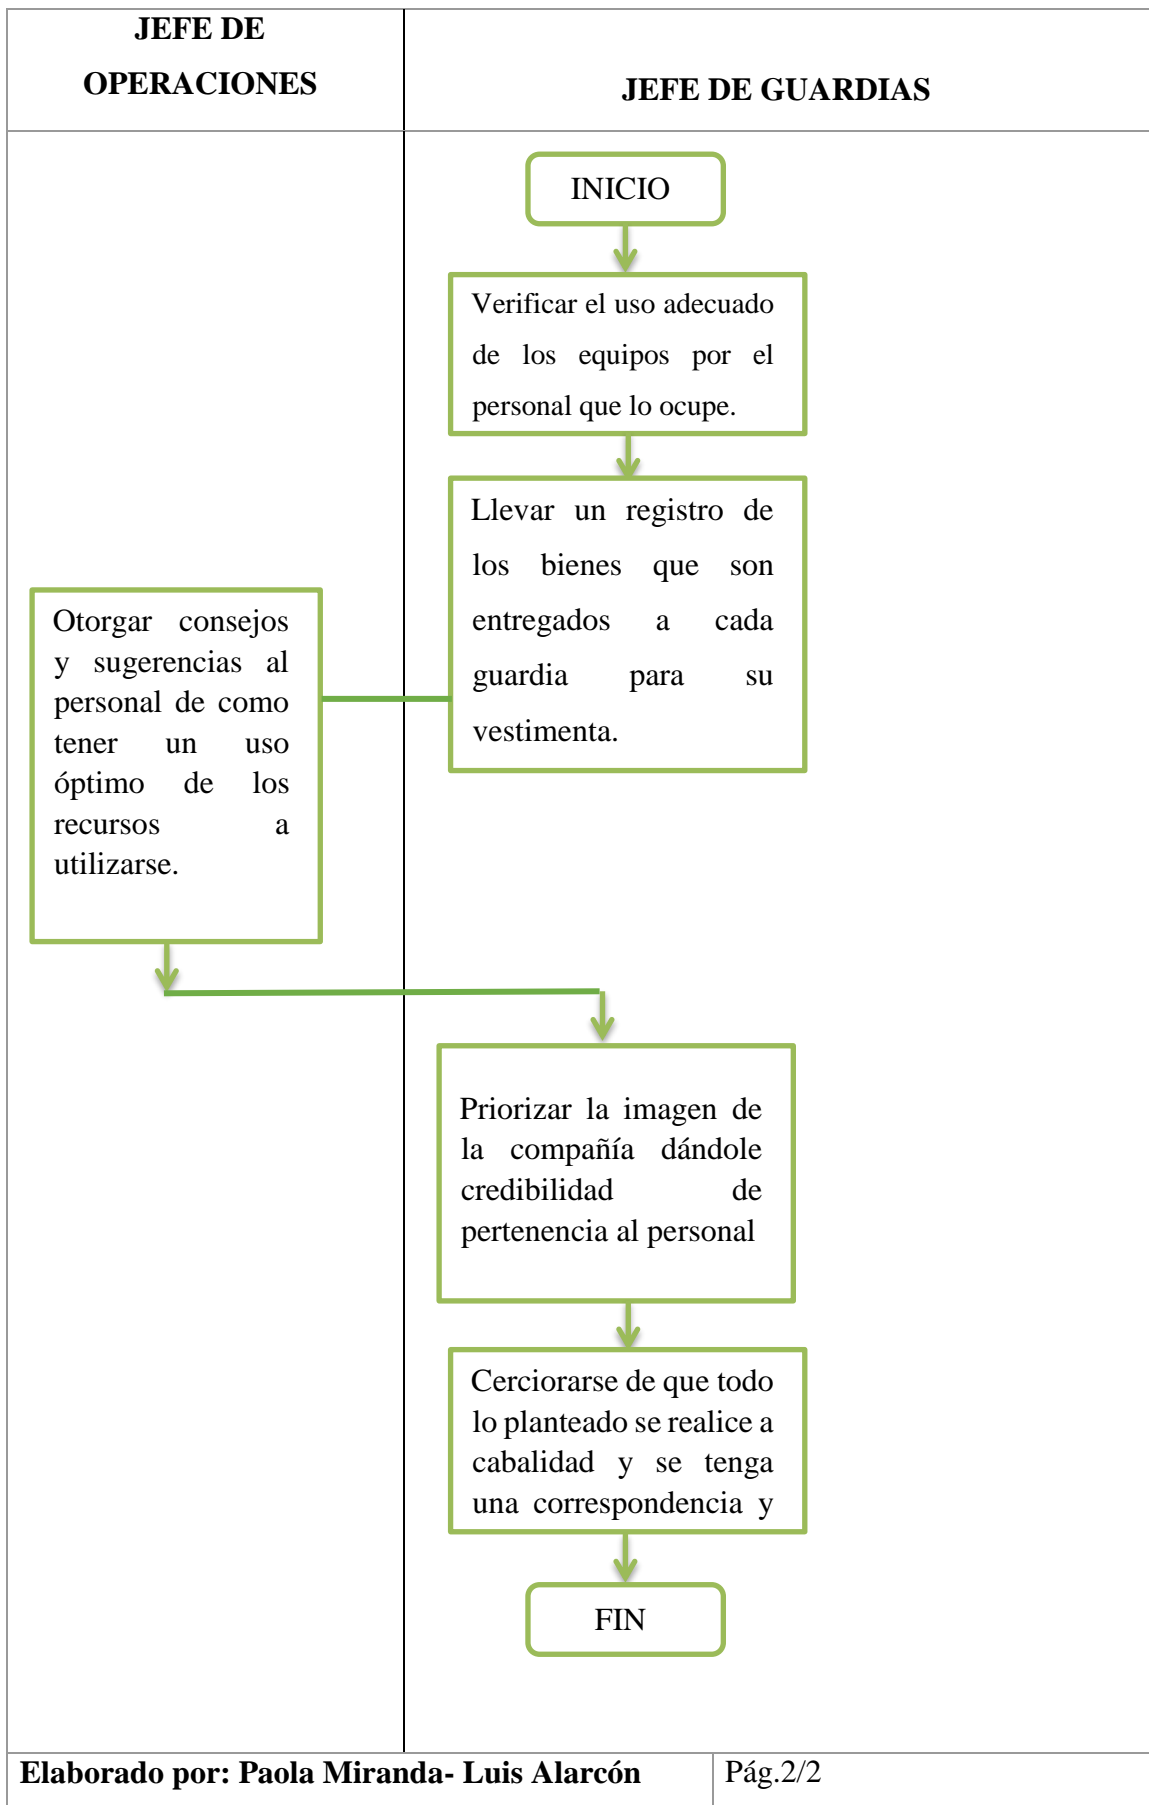 JEFE DE
OPERACIONES
JEFE DE GUARDIAS
INICIO
Verificar el uso adecuado
de los equipos por el
personal que lo ocupe.
Llevar un registro de
los bienes que son
entregados a cada
guardia para su
vestimenta.
Otorgar consejos
y sugerencias al
personal de como
tener un uso
óptimo de los
recursos a
utilizarse.
Priorizar la imagen de
la compañía dándole
credibilidad de
pertenencia al personal
Cerciorarse de que todo
lo planteado se realice a
cabalidad y se tenga
una correspondencia y
FIN
Elaborado por: Paola Miranda- Luis Alarcón
Pág.2/2